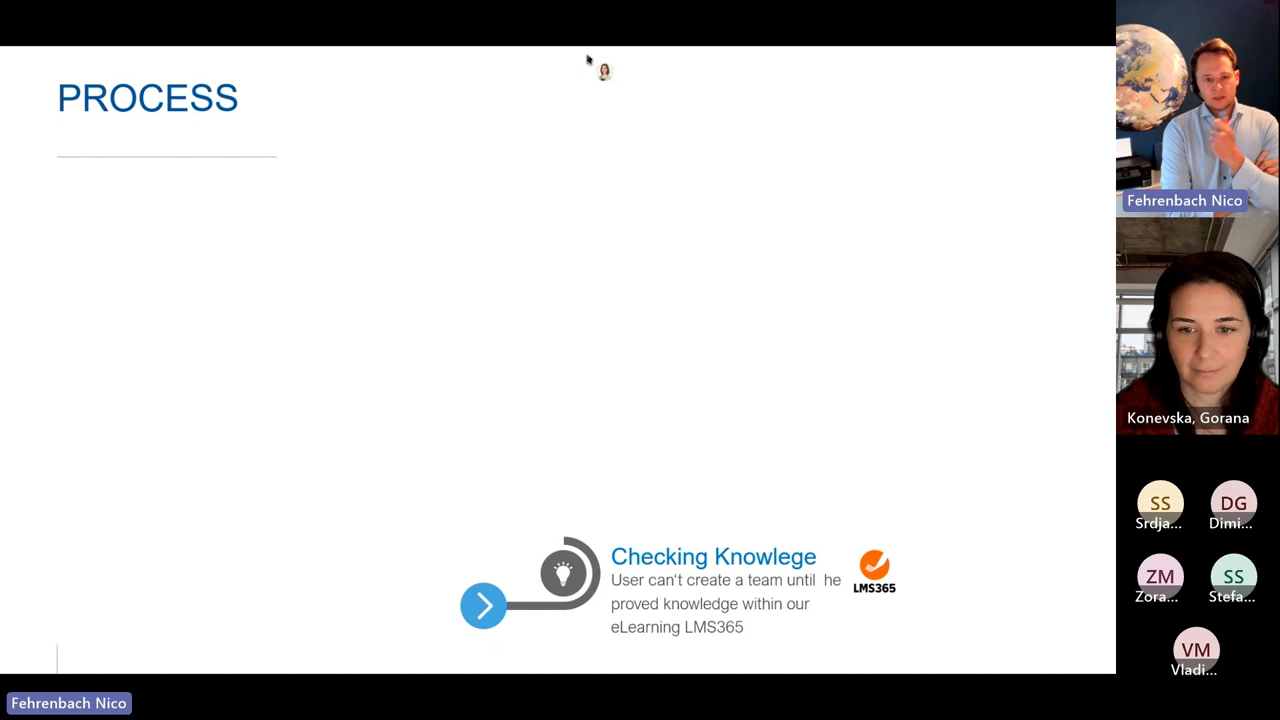 PROCESS
Checking Knowlege
User can't create a team until he
proved knowledge within our
eLearning LMS365
LMS365
Fehrenbach Nico
Konevska, Gorana
SS
Srdja...
DG
Dimi...
ZM
Zora...
SS
Stefa...
VM
Vladi...
Fehrenbach Nico